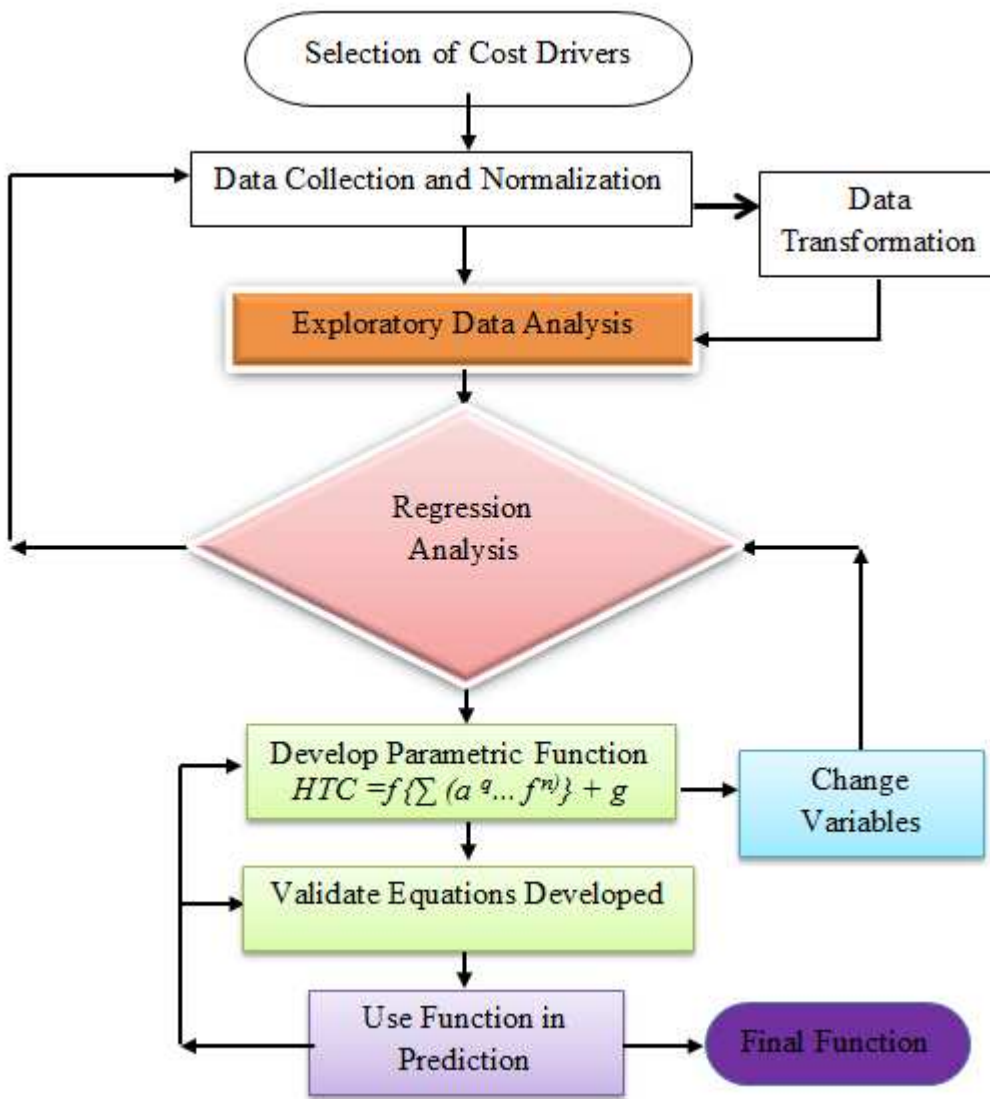 Selection of Cost Drivers
Data Collection and Normalization
Data
Transformation
Exploratory Data Analysis
Regression
Analysis
Develop Parametric Function
HTC =f{∑ (a^q... f^n)} + g
Change
Variables
Validate Equations Developed
Use Function in
Prediction
Final Function